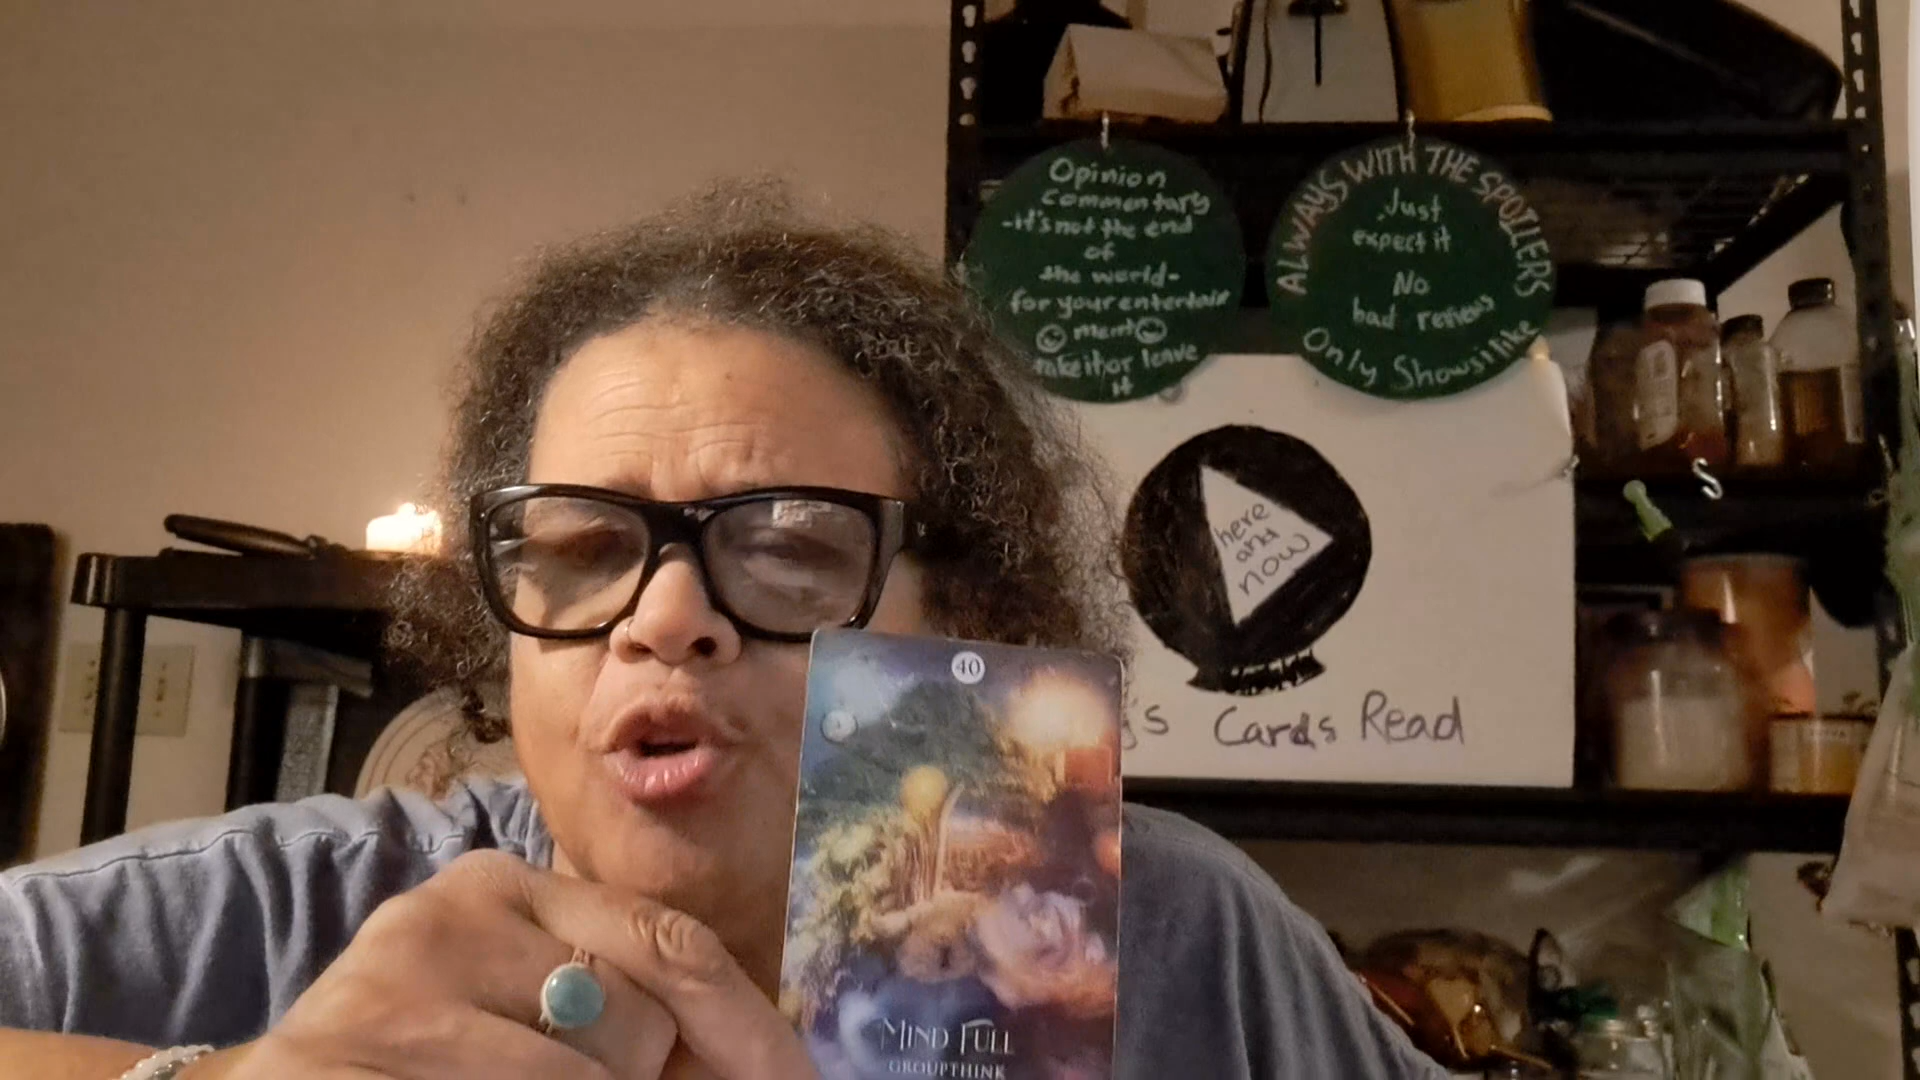 Opinion
Commentary
-it's not the end
of
the world-
for your entertain
ment
take it or leave
it
ALWAYS WITH THE SPOILERS
Just
expect it
No
bad reviews
Only Shows i like
here
and
now
g's Cards Read
40
MIND FULL
GROUPTHINK